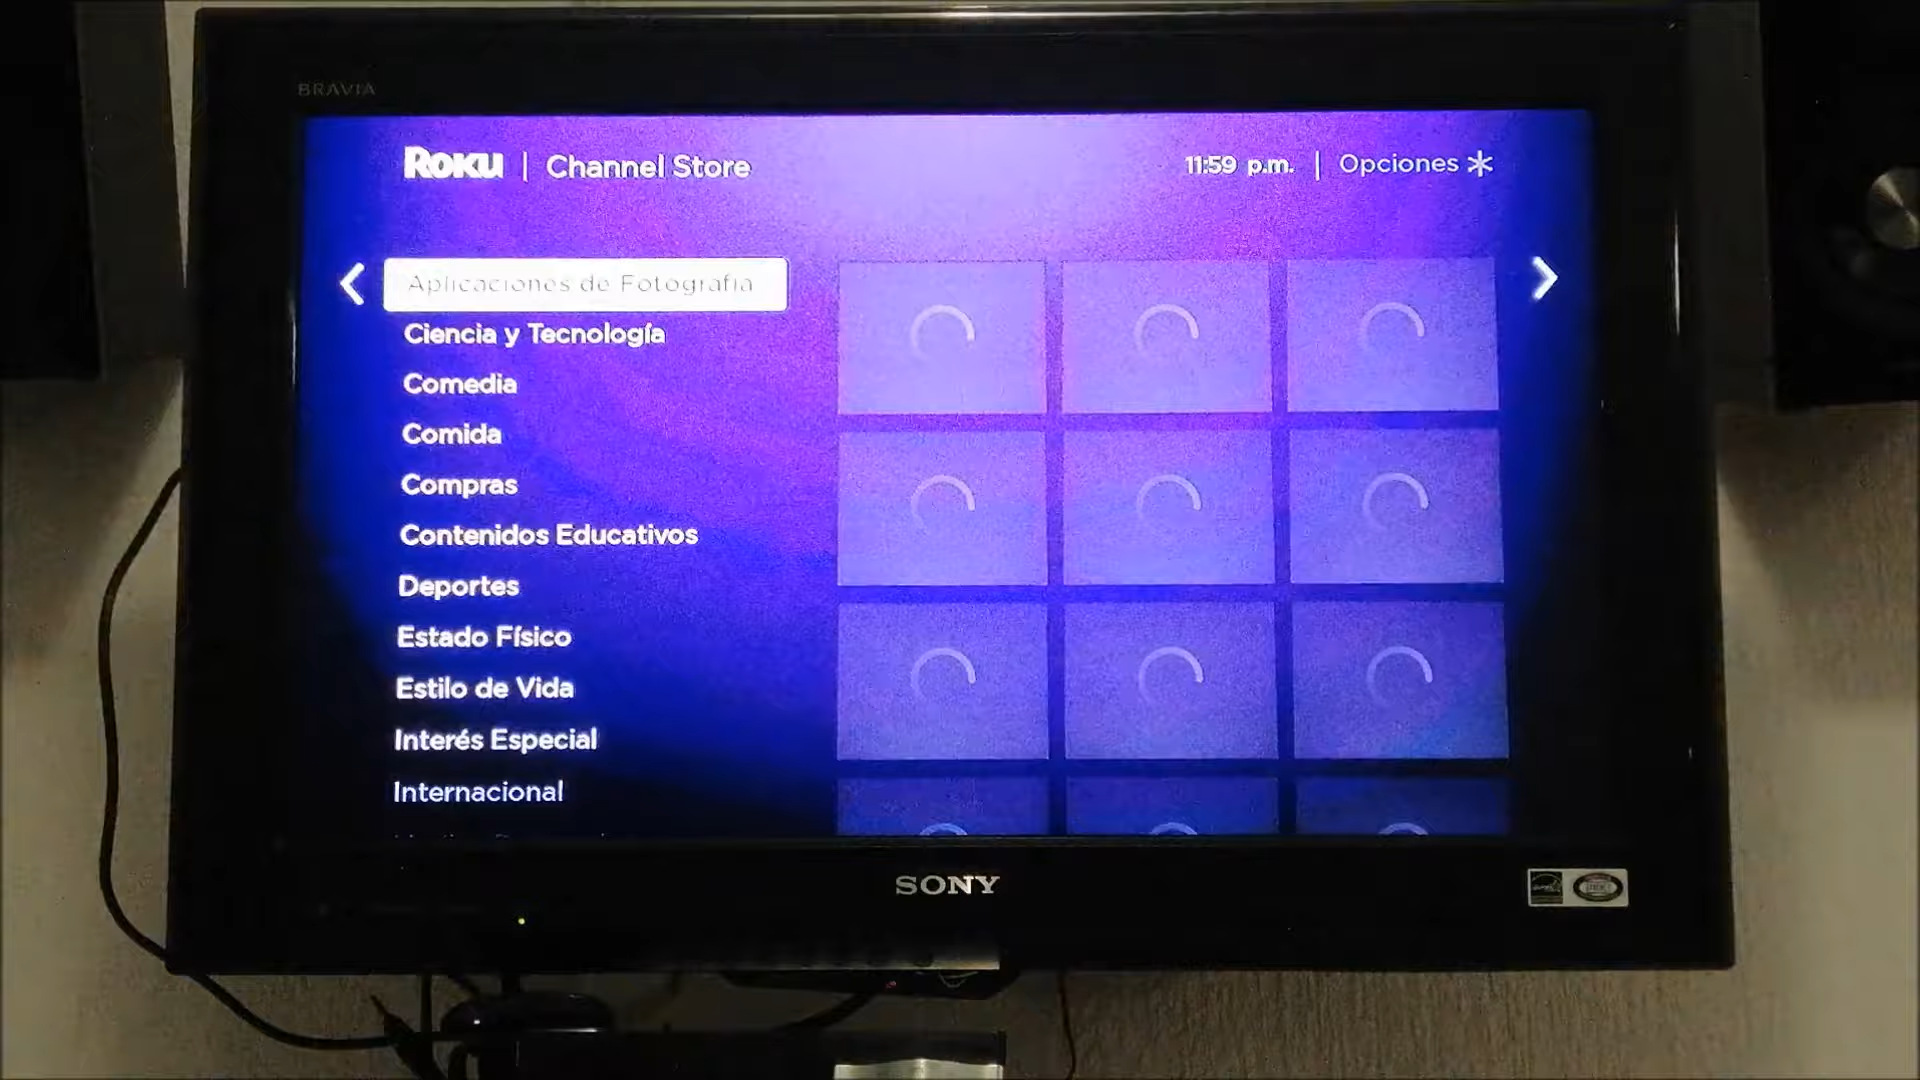 BRAVIA
Roku | Channel Store
11:59 p.m. | Opciones
Aplicaciones de Fotografía
Ciencia y Tecnología
Comedia
Comida
Compras
Contenidos Educativos
Deportes
Estado Físico
Estilo de Vida
Interés Especial
Internacional
SONY